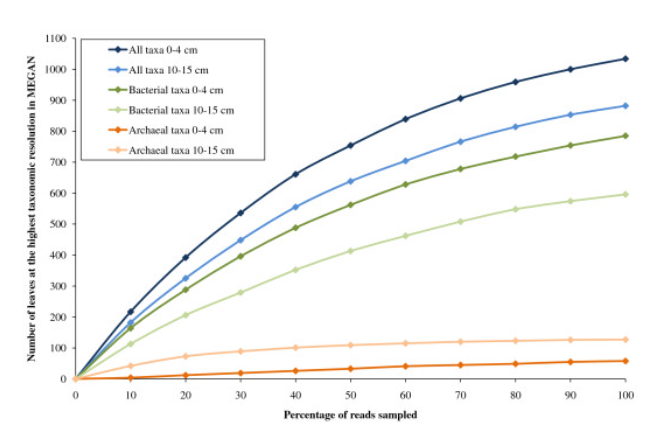 Number of leaves at the highest taxonomic resolution in MEGAN
1100
1000
900
800
700
600
500
400
300
200
100
0
All taxa 0-4 cm
All taxa 10-15 cm
Bacterial taxa 0-4 cm
Bacterial taxa 10-15 cm
Archaeal taxa 0-4 cm
Archaeal taxa 10-15 cm
0 10 20 30 40 50 60 70 80 90 100
Percentage of reads sampled